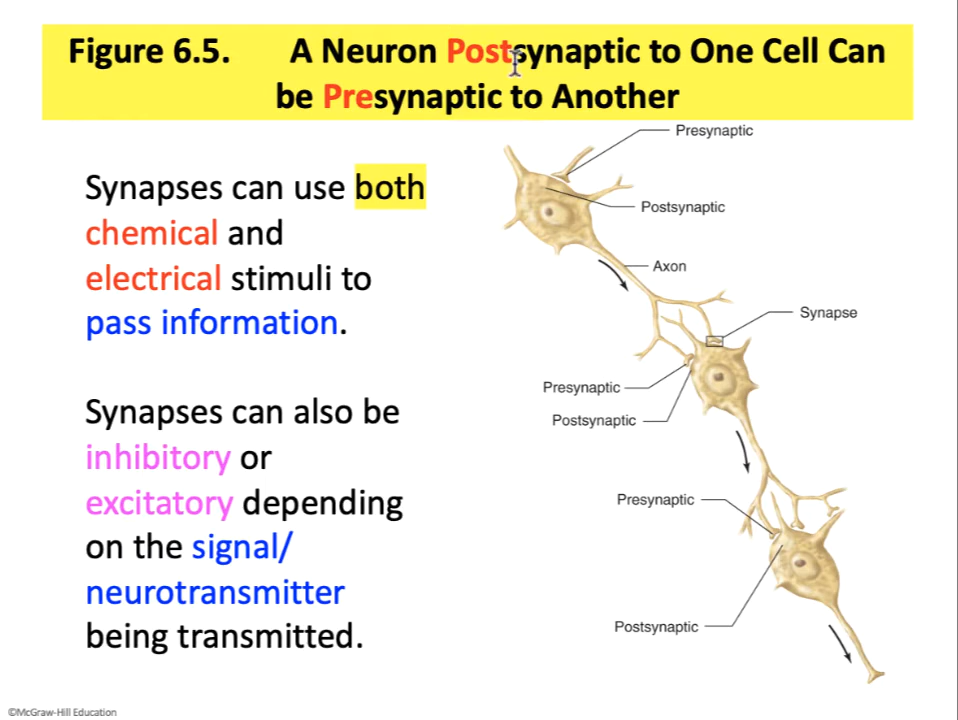 Figure 6.5. A Neuron Postsynaptic to One Cell Can
be Presynaptic to Another
Synapses can use both
chemical and
electrical stimuli to
pass information.
Synapses can also be
inhibitory or
excitatory depending
on the signal/
neurotransmitter
being transmitted.
Presynaptic
Postsynaptic
Axon
Synapse
Presynaptic
Postsynaptic
Presynaptic
Postsynaptic
©McGraw-Hill Education